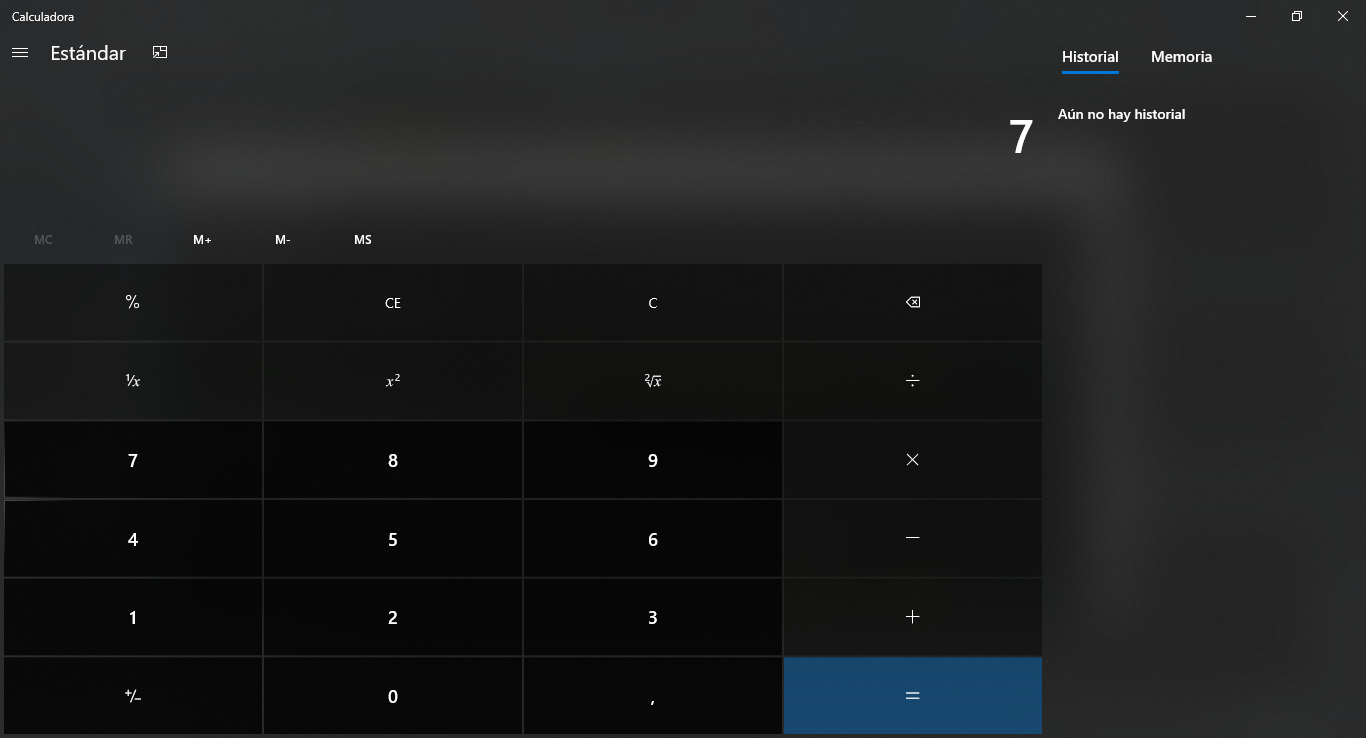 Calculadora
Estándar
Historial Memoria
Aún no hay historial
7
MC MR M+ M- MS
% CE C
¹/x x² ²√x ÷
7 8 9 ×
4 5 6 −
1 2 3 +
+/− 0 , =